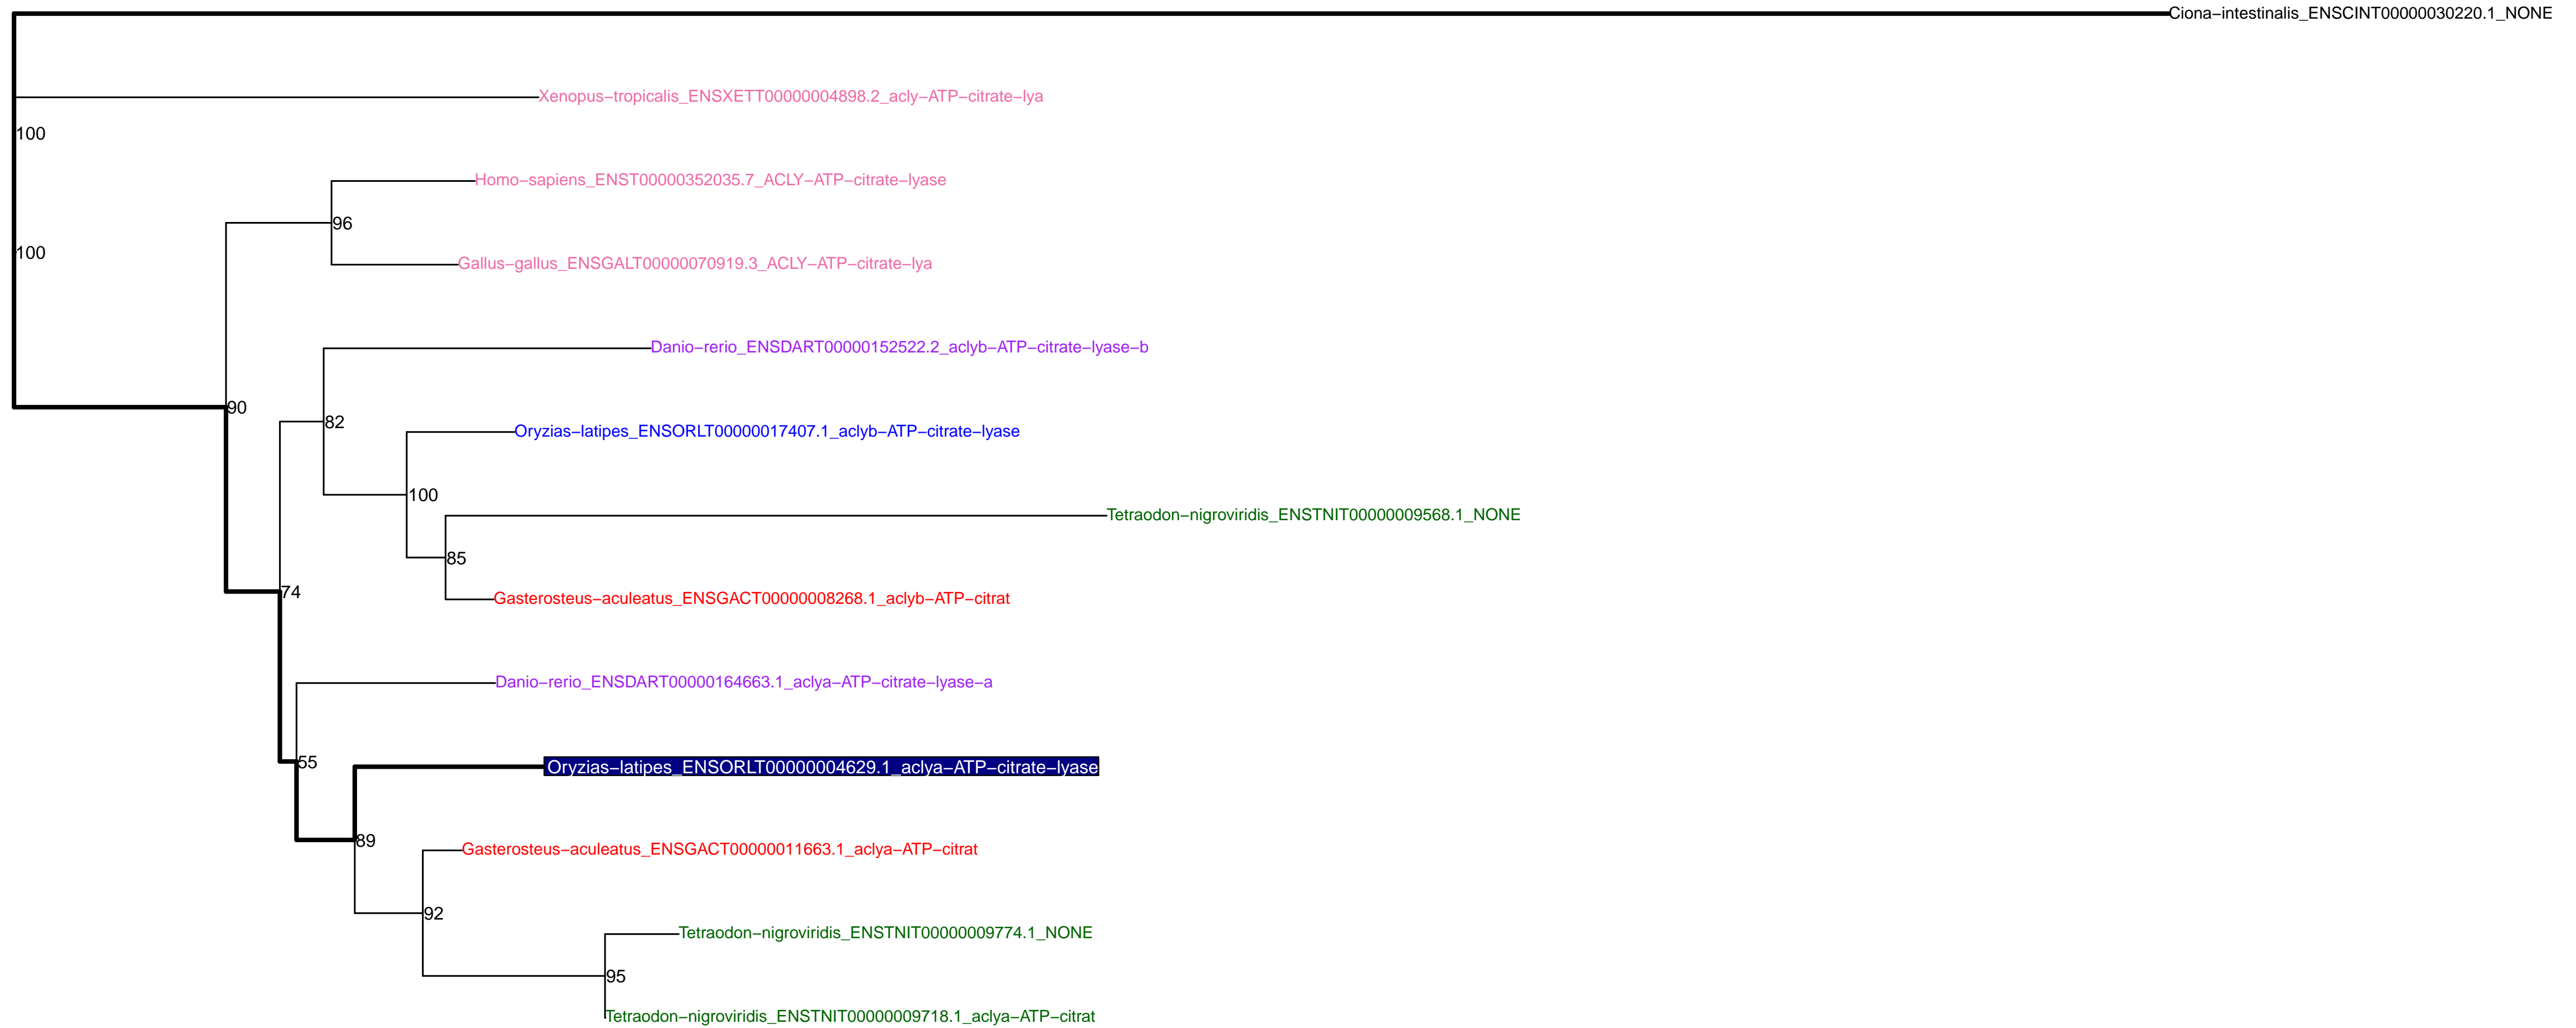 Ciona-intestinalis_ENSCINT00000030220.1_NONE
Xenopus-tropicalis_ENSXETT00000004898.2_acly-ATP-citrate-lya
100
Homo-sapiens_ENST00000352035.7_ACLY-ATP-citrate-lyase
96
100
Gallus-gallus_ENSGALT00000070919.3_ACLY-ATP-citrate-lya
Danio-rerio_ENSDART00000152522.2_aclyb-ATP-citrate-lyase-b
90
82
Oryzias-latipes_ENSORLT00000017407.1_aclyb-ATP-citrate-lyase
100
Tetraodon-nigroviridis_ENSTNIT00000009568.1_NONE
85
74
Gasterosteus-aculeatus_ENSGACT00000008268.1_aclyb-ATP-citrat
Danio-rerio_ENSDART00000164663.1_aclya-ATP-citrate-lyase-a
55
Oryzias-latipes_ENSORLT00000004629.1_aclya-ATP-citrate-lyase
89
Gasterosteus-aculeatus_ENSGACT00000011663.1_aclya-ATP-citrat
92
Tetraodon-nigroviridis_ENSTNIT00000009774.1_NONE
95
Tetraodon-nigroviridis_ENSTNIT00000009718.1_aclya-ATP-citrat